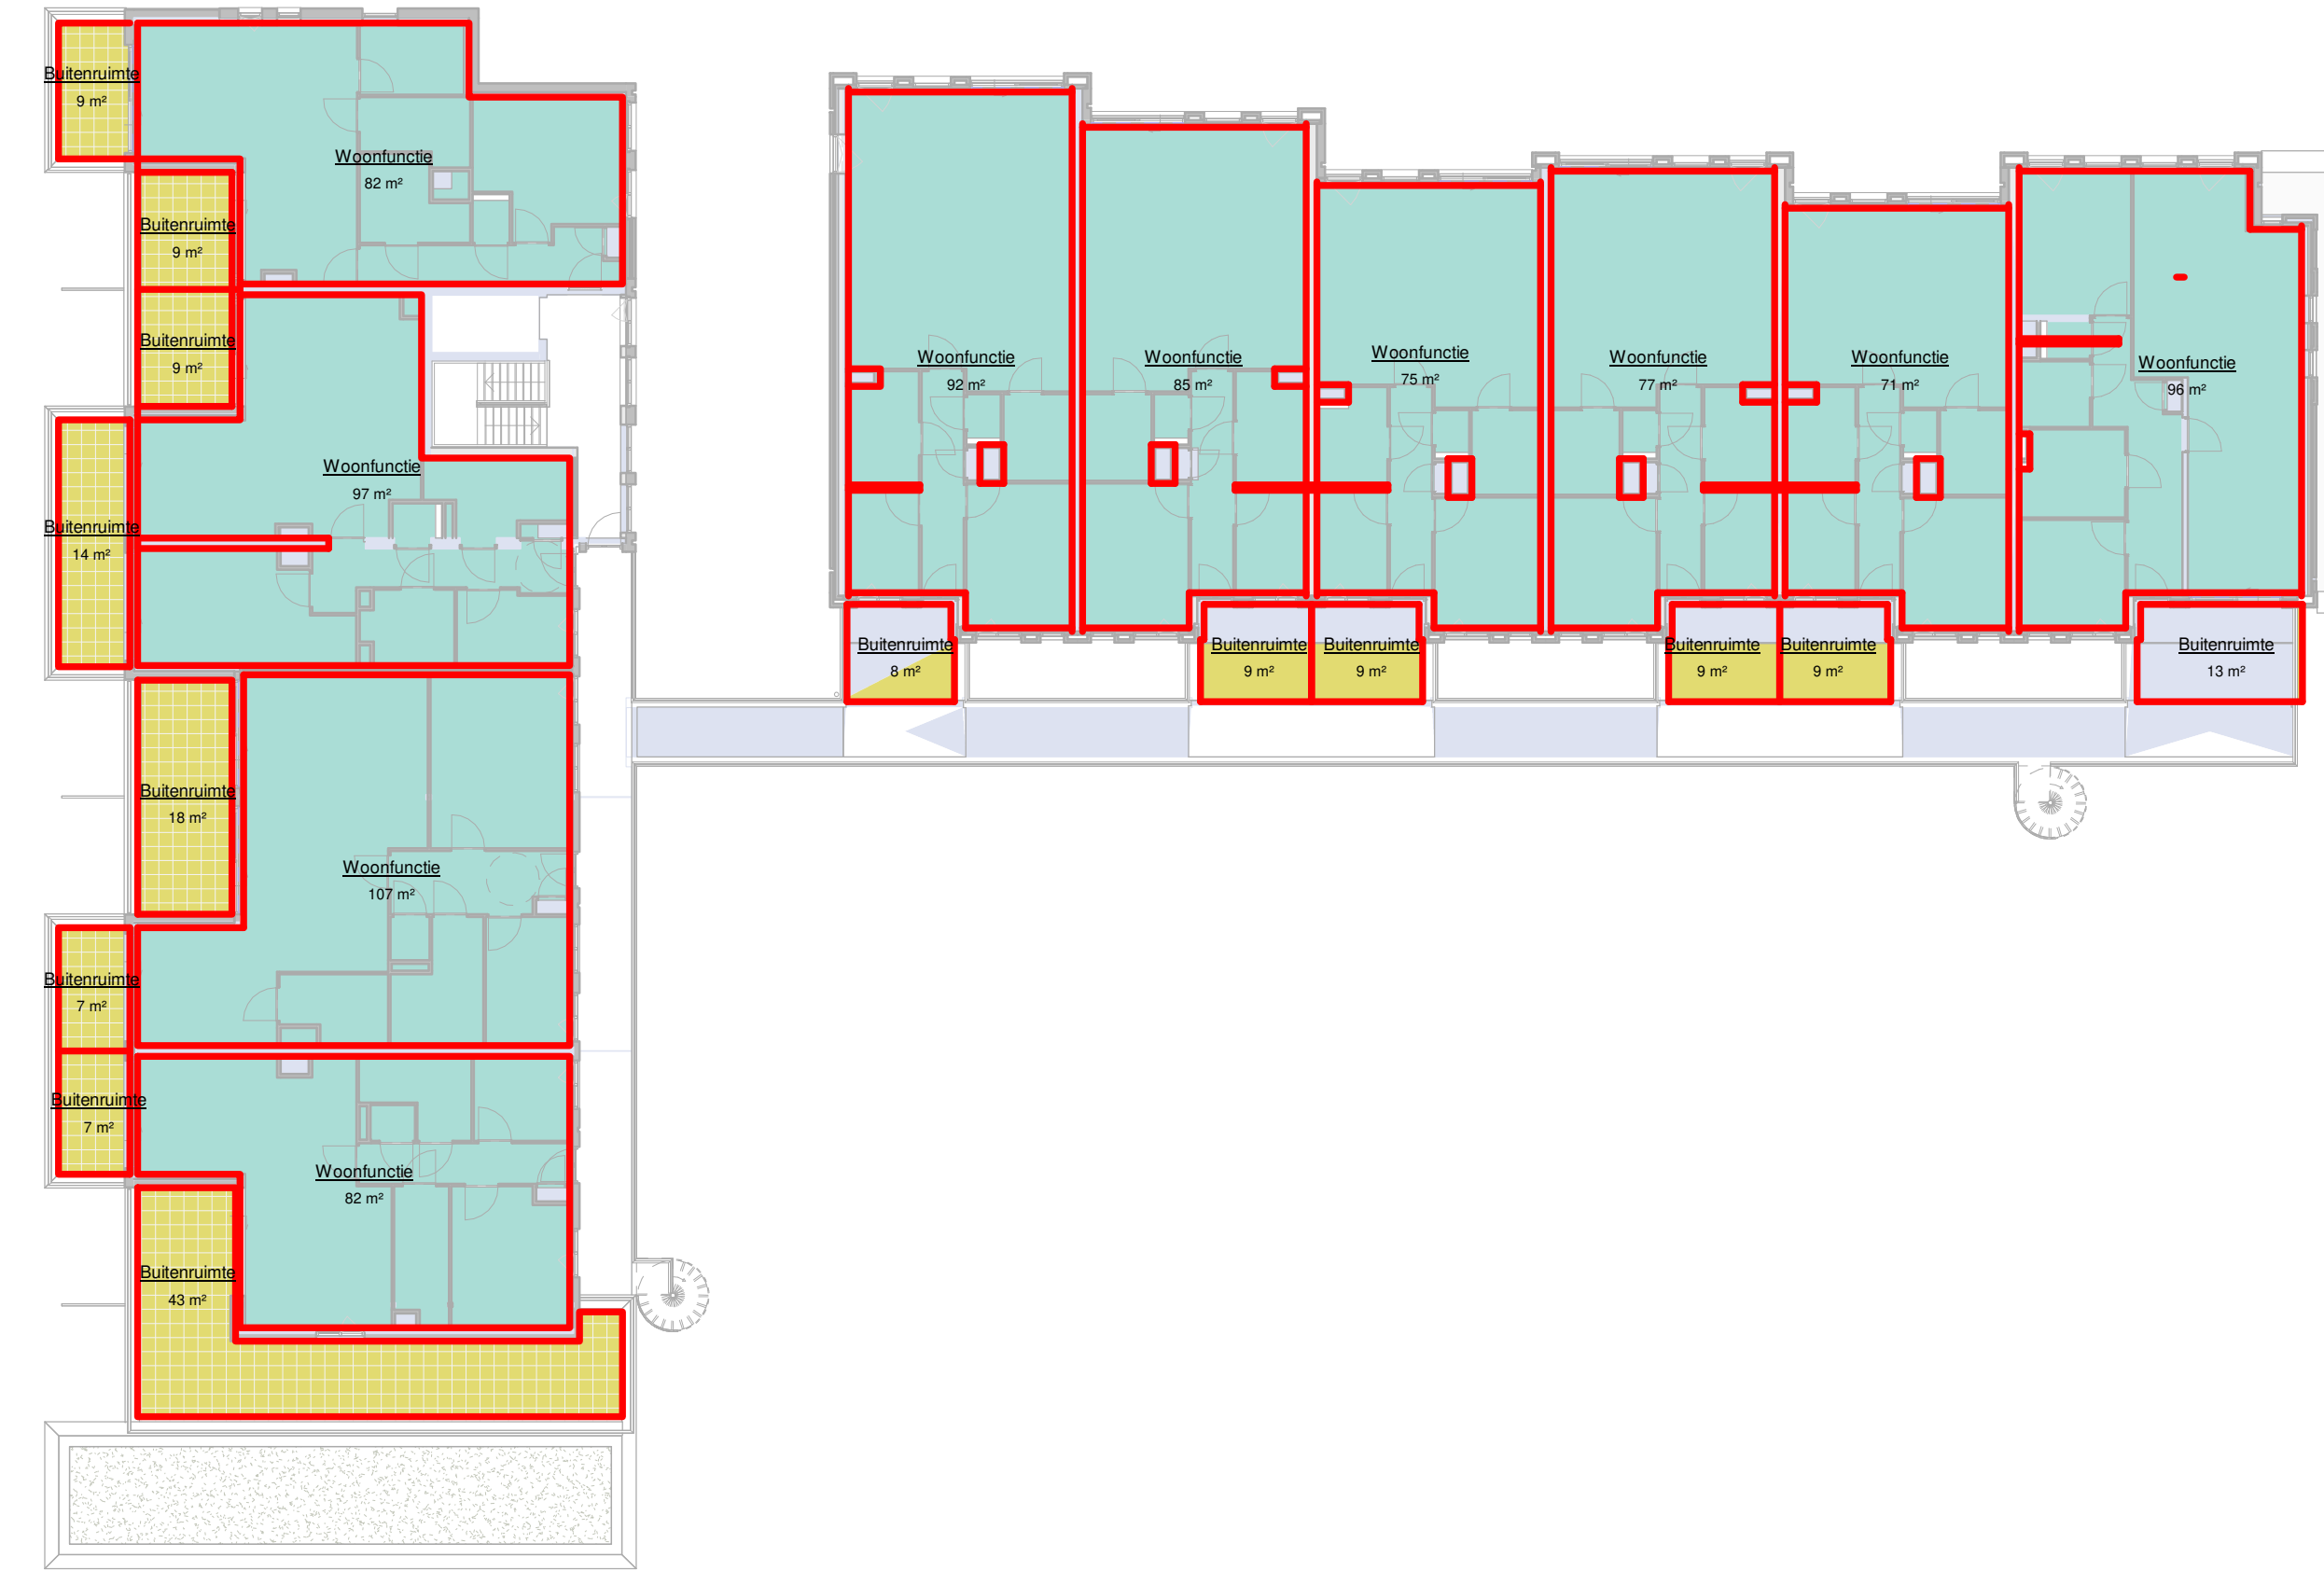 Buitenruimte
9 m²
Woonfunctie
82 m²
Buitenruimte
9 m²
Buitenruimte
9 m²
Woonfunctie
97 m²
Buitenruimte
14 m²
Buitenruimte
18 m²
Woonfunctie
107 m²
Buitenruimte
7 m²
Buitenruimte
7 m²
Woonfunctie
82 m²
Buitenruimte
43 m²
Woonfunctie
92 m²
Woonfunctie
85 m²
Woonfunctie
75 m²
Woonfunctie
77 m²
Woonfunctie
71 m²
Woonfunctie
96 m²
Buitenruimte
8 m²
Buitenruimte
9 m²
Buitenruimte
9 m²
Buitenruimte
9 m²
Buitenruimte
9 m²
Buitenruimte
13 m²